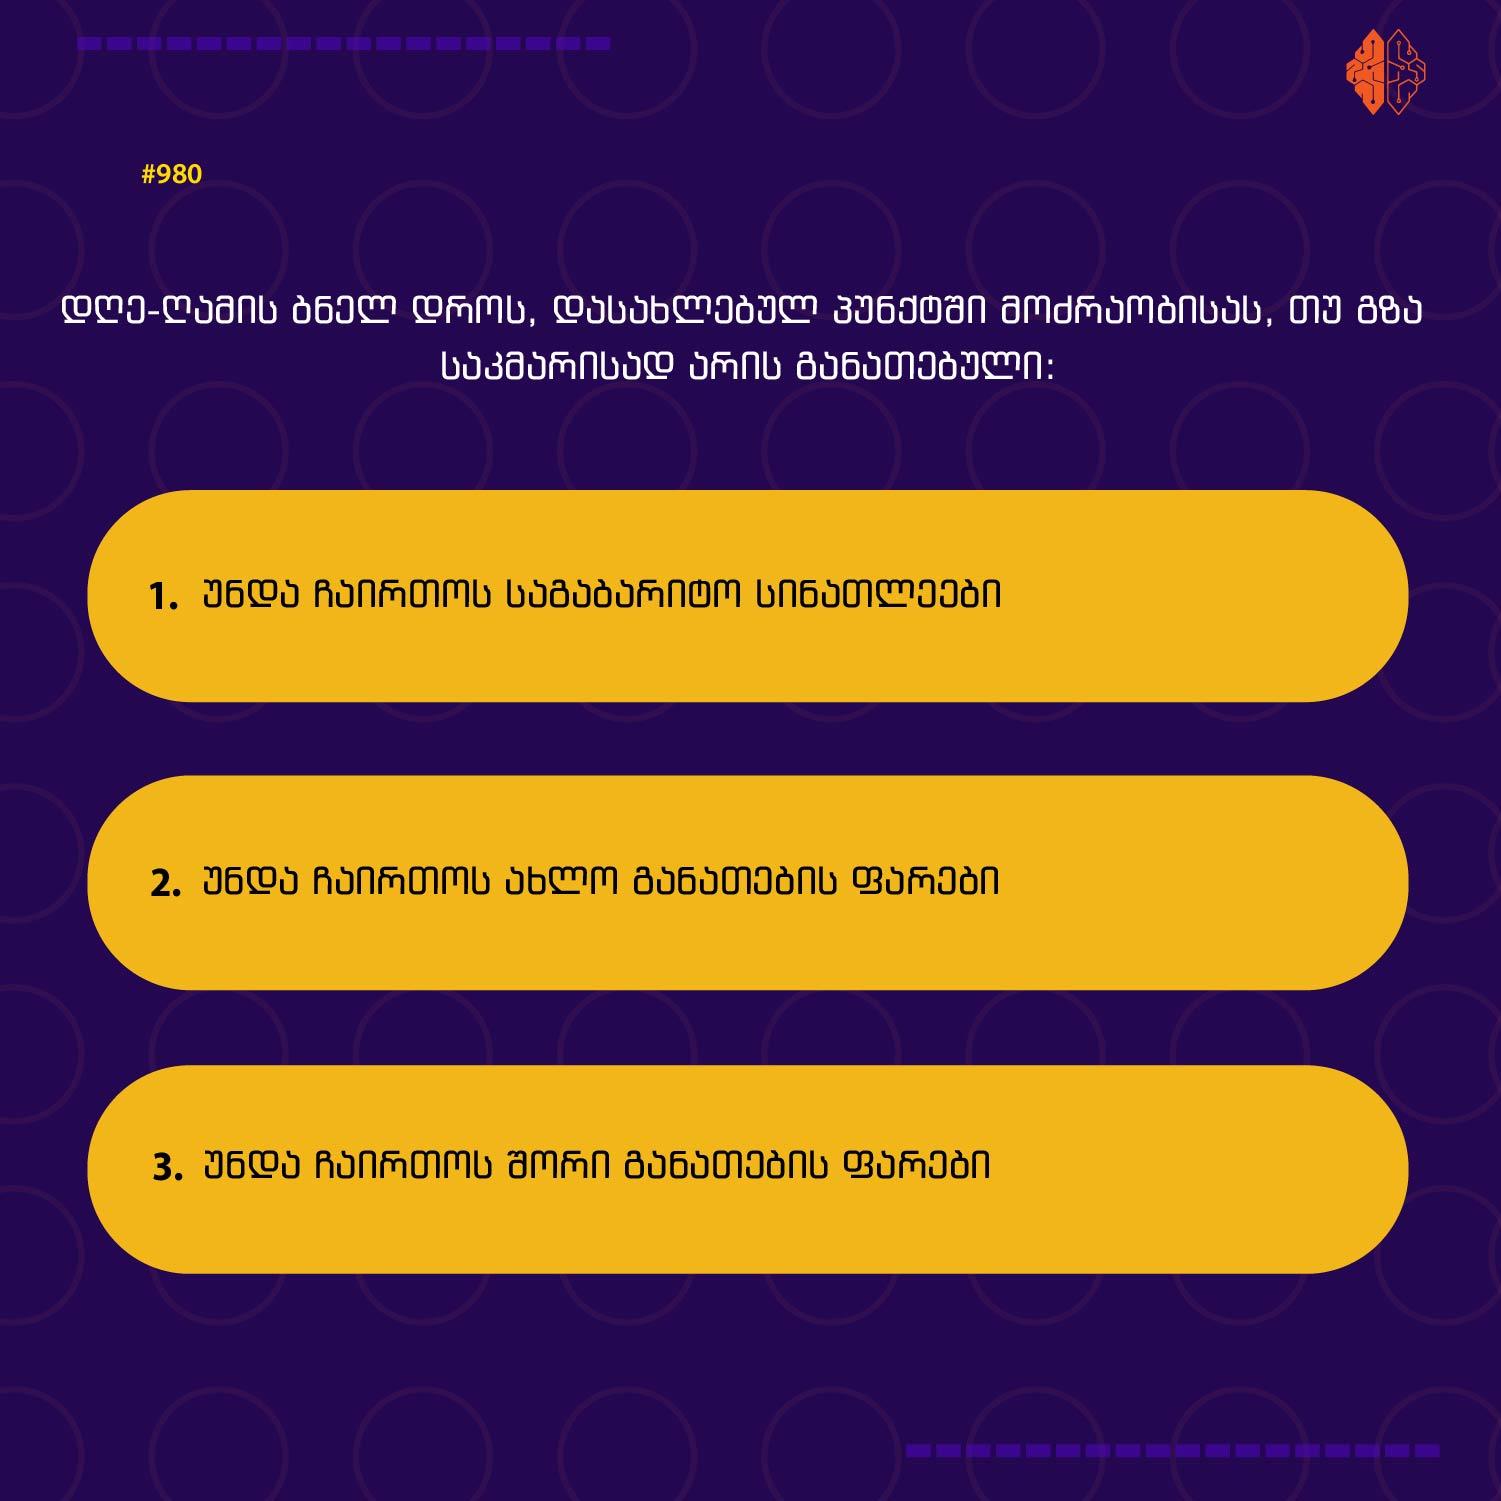 #980
დღე-ღამის ბნელ დროს, დასახლებულ პუნქტში მოძრაობისას, თუ გზა
საკმარისად არის განათებული:
1. უნდა ჩაირთოს საგაბარიტო სინათლეები
2. უნდა ჩაირთოს ახლო განათების ფარები
3. უნდა ჩაირთოს შორი განათების ფარები